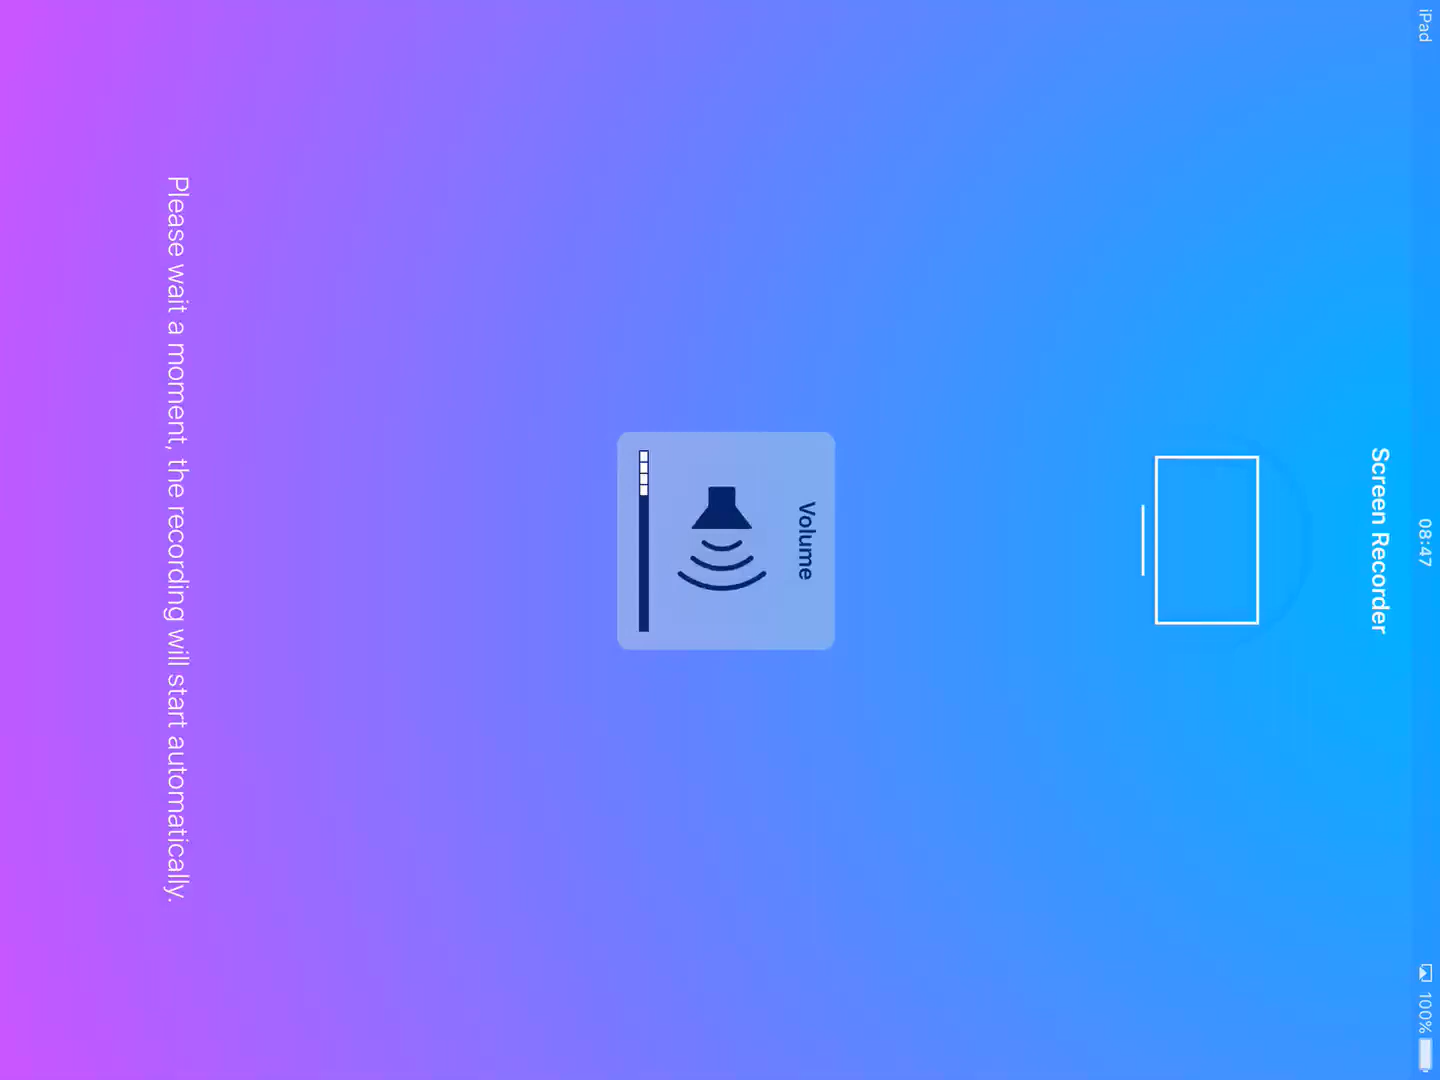 iPad 08:47 100%
Screen Recorder
Volume
Please wait a moment, the recording will start automatically.